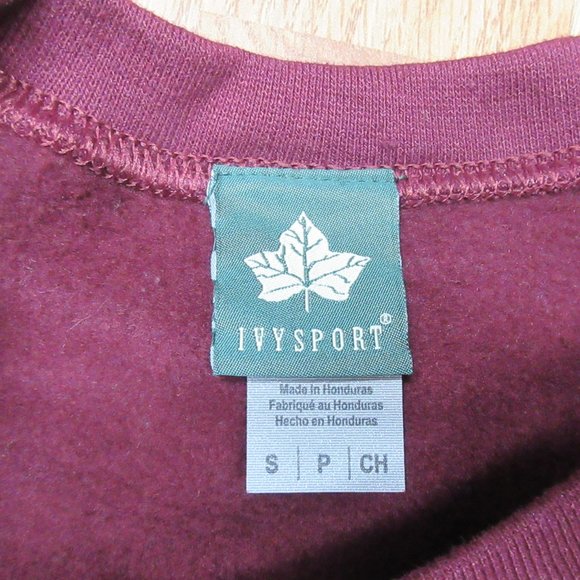 IVYSPORT®
Made in Honduras
Fabriqué au Honduras
Hecho en Honduras
S | P | CH